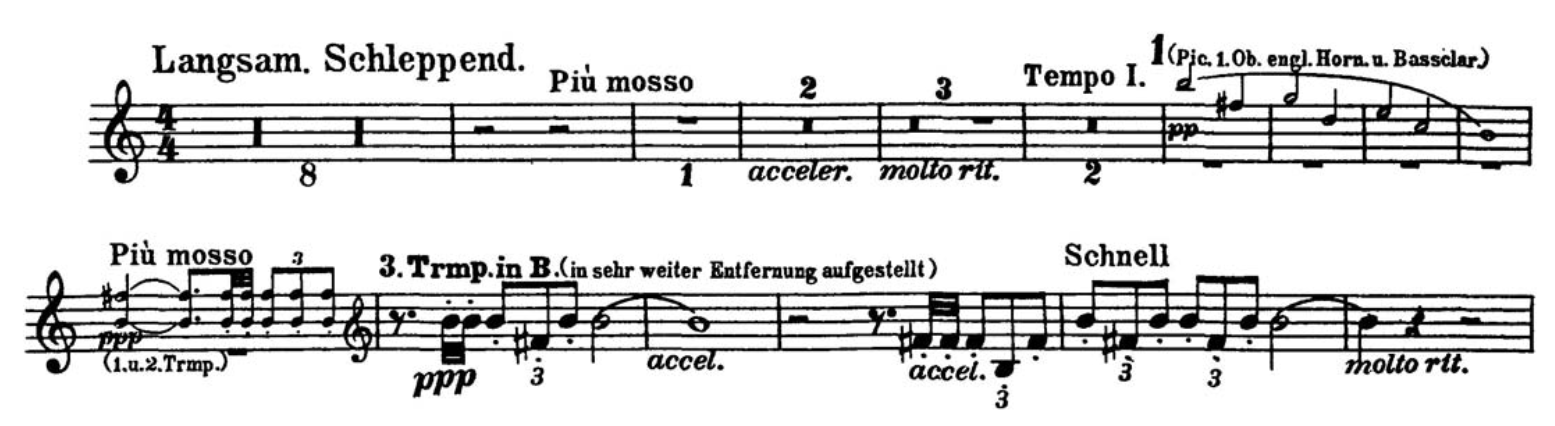 Langsam. Schleppend.
Più mosso
Tempo I.
1 (Pic. 1. Ob. engl. Horn. u. Bassclar.)
2
3
4
4
pp
8
1
acceler.
molto rit.
2
Più mosso
3
3. Trmp. in B. (in sehr weiter Entfernung aufgestellt)
Schnell
ppp
(1. u. 2. Trmp.)
ppp
3
accel.
accel.
3
3
3
molto rit.